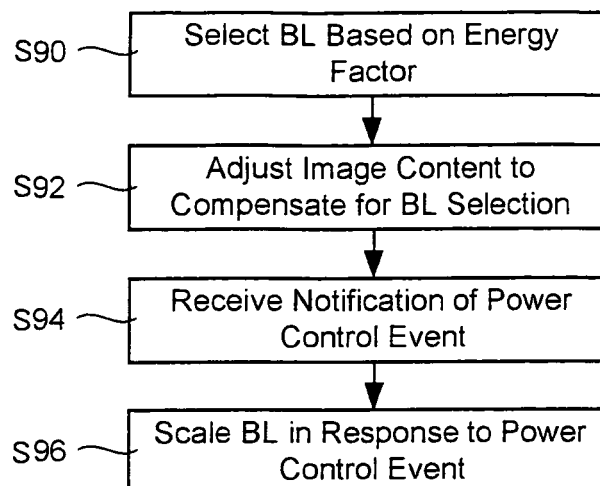 S90
Select BL Based on Energy
Factor
S92
Adjust Image Content to
Compensate for BL Selection
S94
Receive Notification of Power
Control Event
S96
Scale BL in Response to Power
Control Event